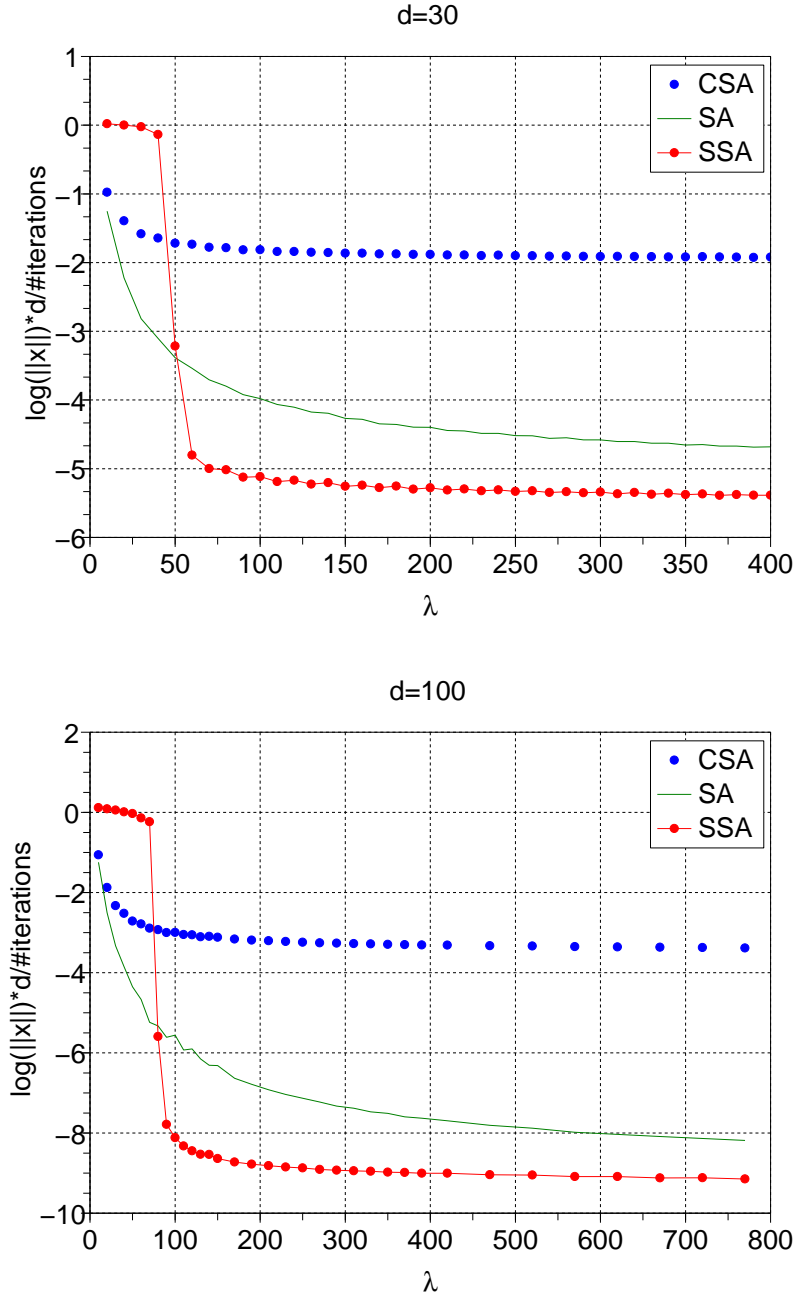 d=30
log(||x||)*d/#iterations
1
0
−1
−2
−3
−4
−5
−6
CSA
SA
SSA
0 50 100 150 200 250 300 350 400
λ
d=100
log(||x||)*d/#iterations
2
0
−2
−4
−6
−8
−10
CSA
SA
SSA
0 100 200 300 400 500 600 700 800
λ